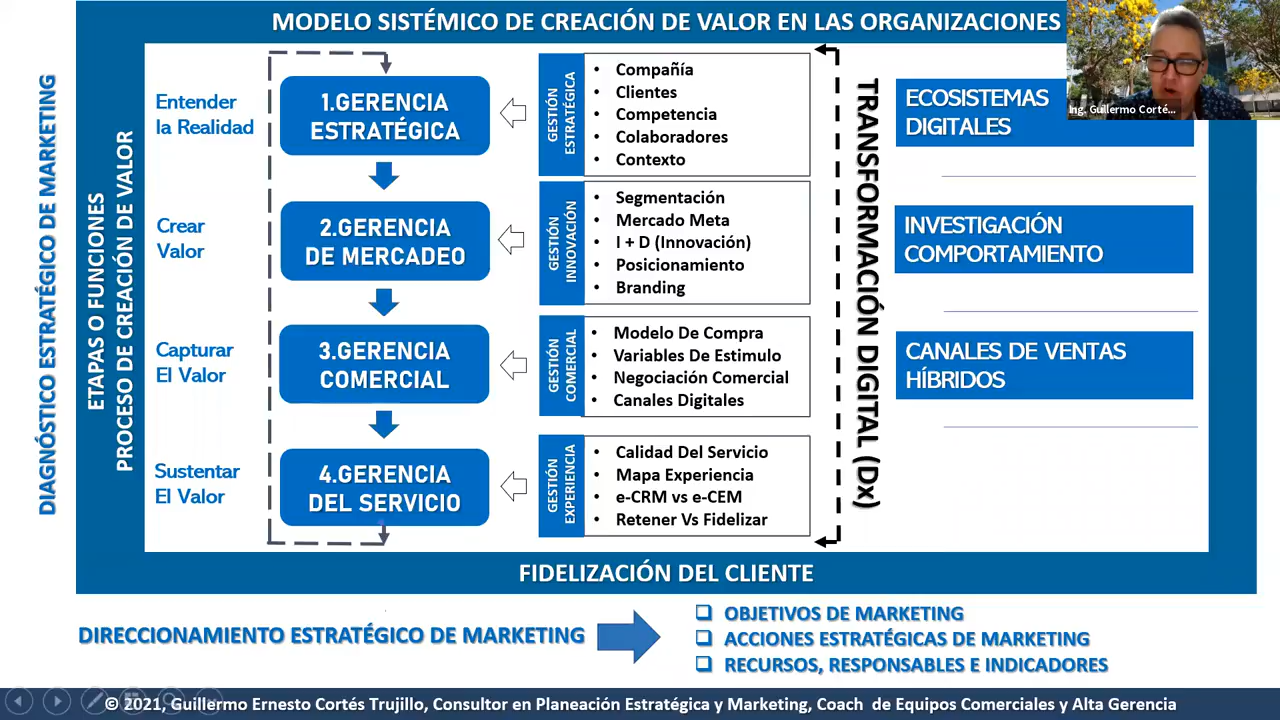 MODELO SISTÉMICO DE CREACIÓN DE VALOR EN LAS ORGANIZACIONES
Ing. Guillermo Corté...
DIAGNÓSTICO ESTRATÉGICO DE MARKETING
ETAPAS O FUNCIONES
PROCESO DE CREACIÓN DE VALOR
Entender
la Realidad
1.GERENCIA
ESTRATÉGICA
GESTIÓN
ESTRATÉGICA
• Compañía
• Clientes
• Competencia
• Colaboradores
• Contexto
Crear
Valor
2.GERENCIA
DE MERCADEO
GESTIÓN
INNOVACIÓN
• Segmentación
• Mercado Meta
• I + D (Innovación)
• Posicionamiento
• Branding
Capturar
El Valor
3.GERENCIA
COMERCIAL
GESTIÓN
COMERCIAL
• Modelo De Compra
• Variables De Estimulo
• Negociación Comercial
• Canales Digitales
Sustentar
El Valor
4.GERENCIA
DEL SERVICIO
GESTIÓN
EXPERIENCIA
• Calidad Del Servicio
• Mapa Experiencia
• e-CRM vs e-CEM
• Retener Vs Fidelizar
TRANSFORMACIÓN DIGITAL (Dx)
ECOSISTEMAS
DIGITALES
INVESTIGACIÓN
COMPORTAMIENTO
CANALES DE VENTAS
HÍBRIDOS
FIDELIZACIÓN DEL CLIENTE
DIRECCIONAMIENTO ESTRATÉGICO DE MARKETING
❑ OBJETIVOS DE MARKETING
❑ ACCIONES ESTRATÉGICAS DE MARKETING
❑ RECURSOS, RESPONSABLES E INDICADORES
© 2021, Guillermo Ernesto Cortés Trujillo, Consultor en Planeación Estratégica y Marketing, Coach de Equipos Comerciales y Alta Gerencia